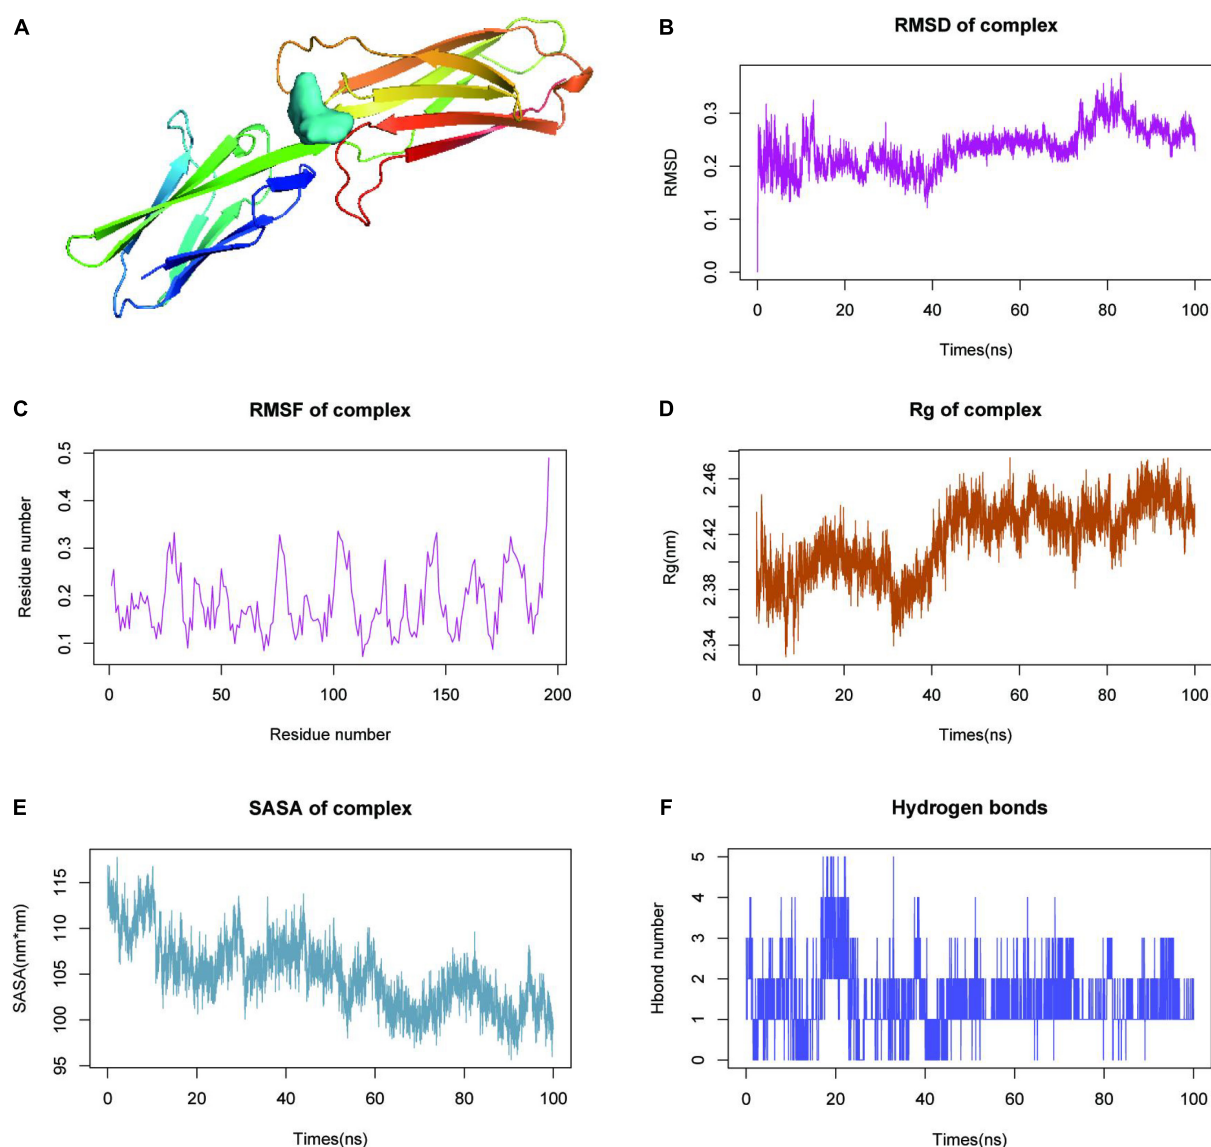 A
B
RMSD of complex
RMSD
0.0
0.1
0.2
0.3
0
20
40
60
80
100
Times(ns)
C
RMSF of complex
Residue number
0.1
0.2
0.3
0.4
0.5
0
50
100
150
200
Residue number
D
Rg of complex
Rg(nm)
2.34
2.38
2.42
2.46
0
20
40
60
80
100
Times(ns)
E
SASA of complex
SASA(nm*nm)
95
100
105
110
115
0
20
40
60
80
100
Times(ns)
F
Hydrogen bonds
Hbond number
0
1
2
3
4
5
0
20
40
60
80
100
Times(ns)